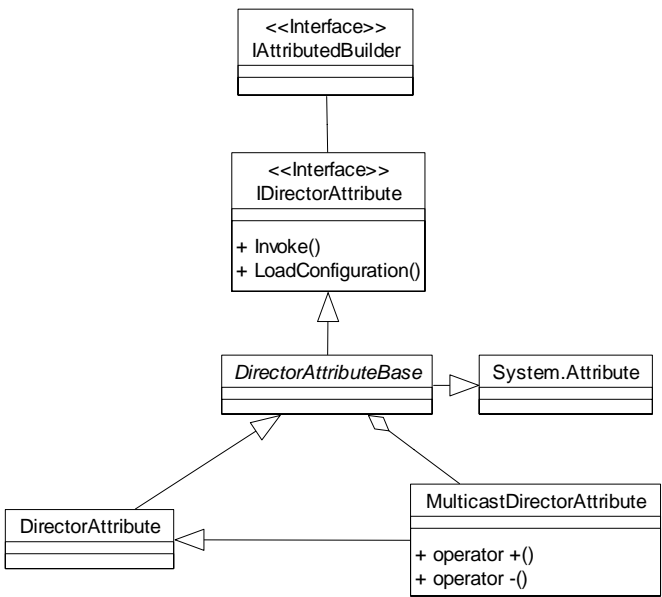 <<Interface>>
IAttributedBuilder
<<Interface>>
IDirectorAttribute
+ Invoke()
+ LoadConfiguration()
DirectorAttributeBase
System.Attribute
DirectorAttribute
MulticastDirectorAttribute
+ operator +()
+ operator -()